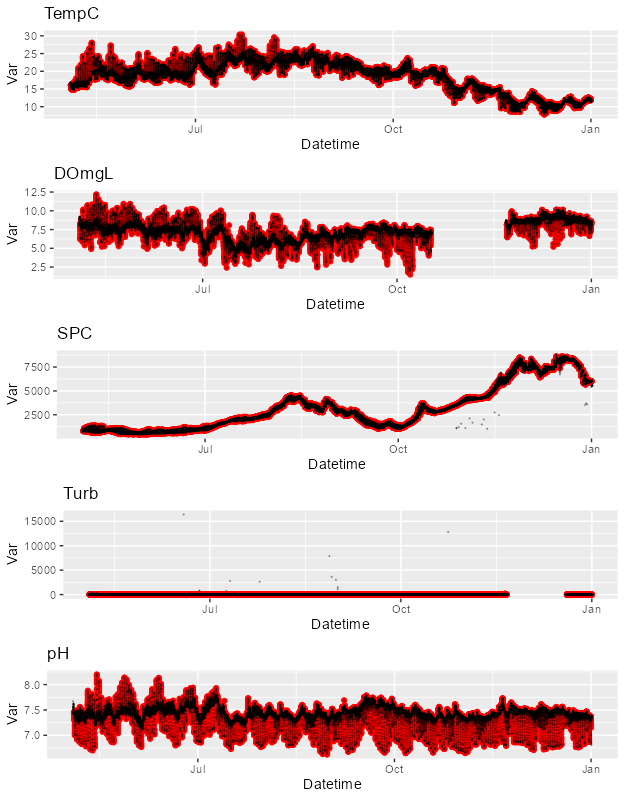 TempC
Var
30
25
20
15
10
Jul
Oct
Jan
Datetime
DOmgL
Var
12.5
10.0
7.5
5.0
2.5
Jul
Oct
Jan
Datetime
SPC
Var
7500
5000
2500
Jul
Oct
Jan
Datetime
Turb
Var
15000
10000
5000
0
Jul
Oct
Jan
Datetime
pH
Var
8.0
7.5
7.0
Jul
Oct
Jan
Datetime